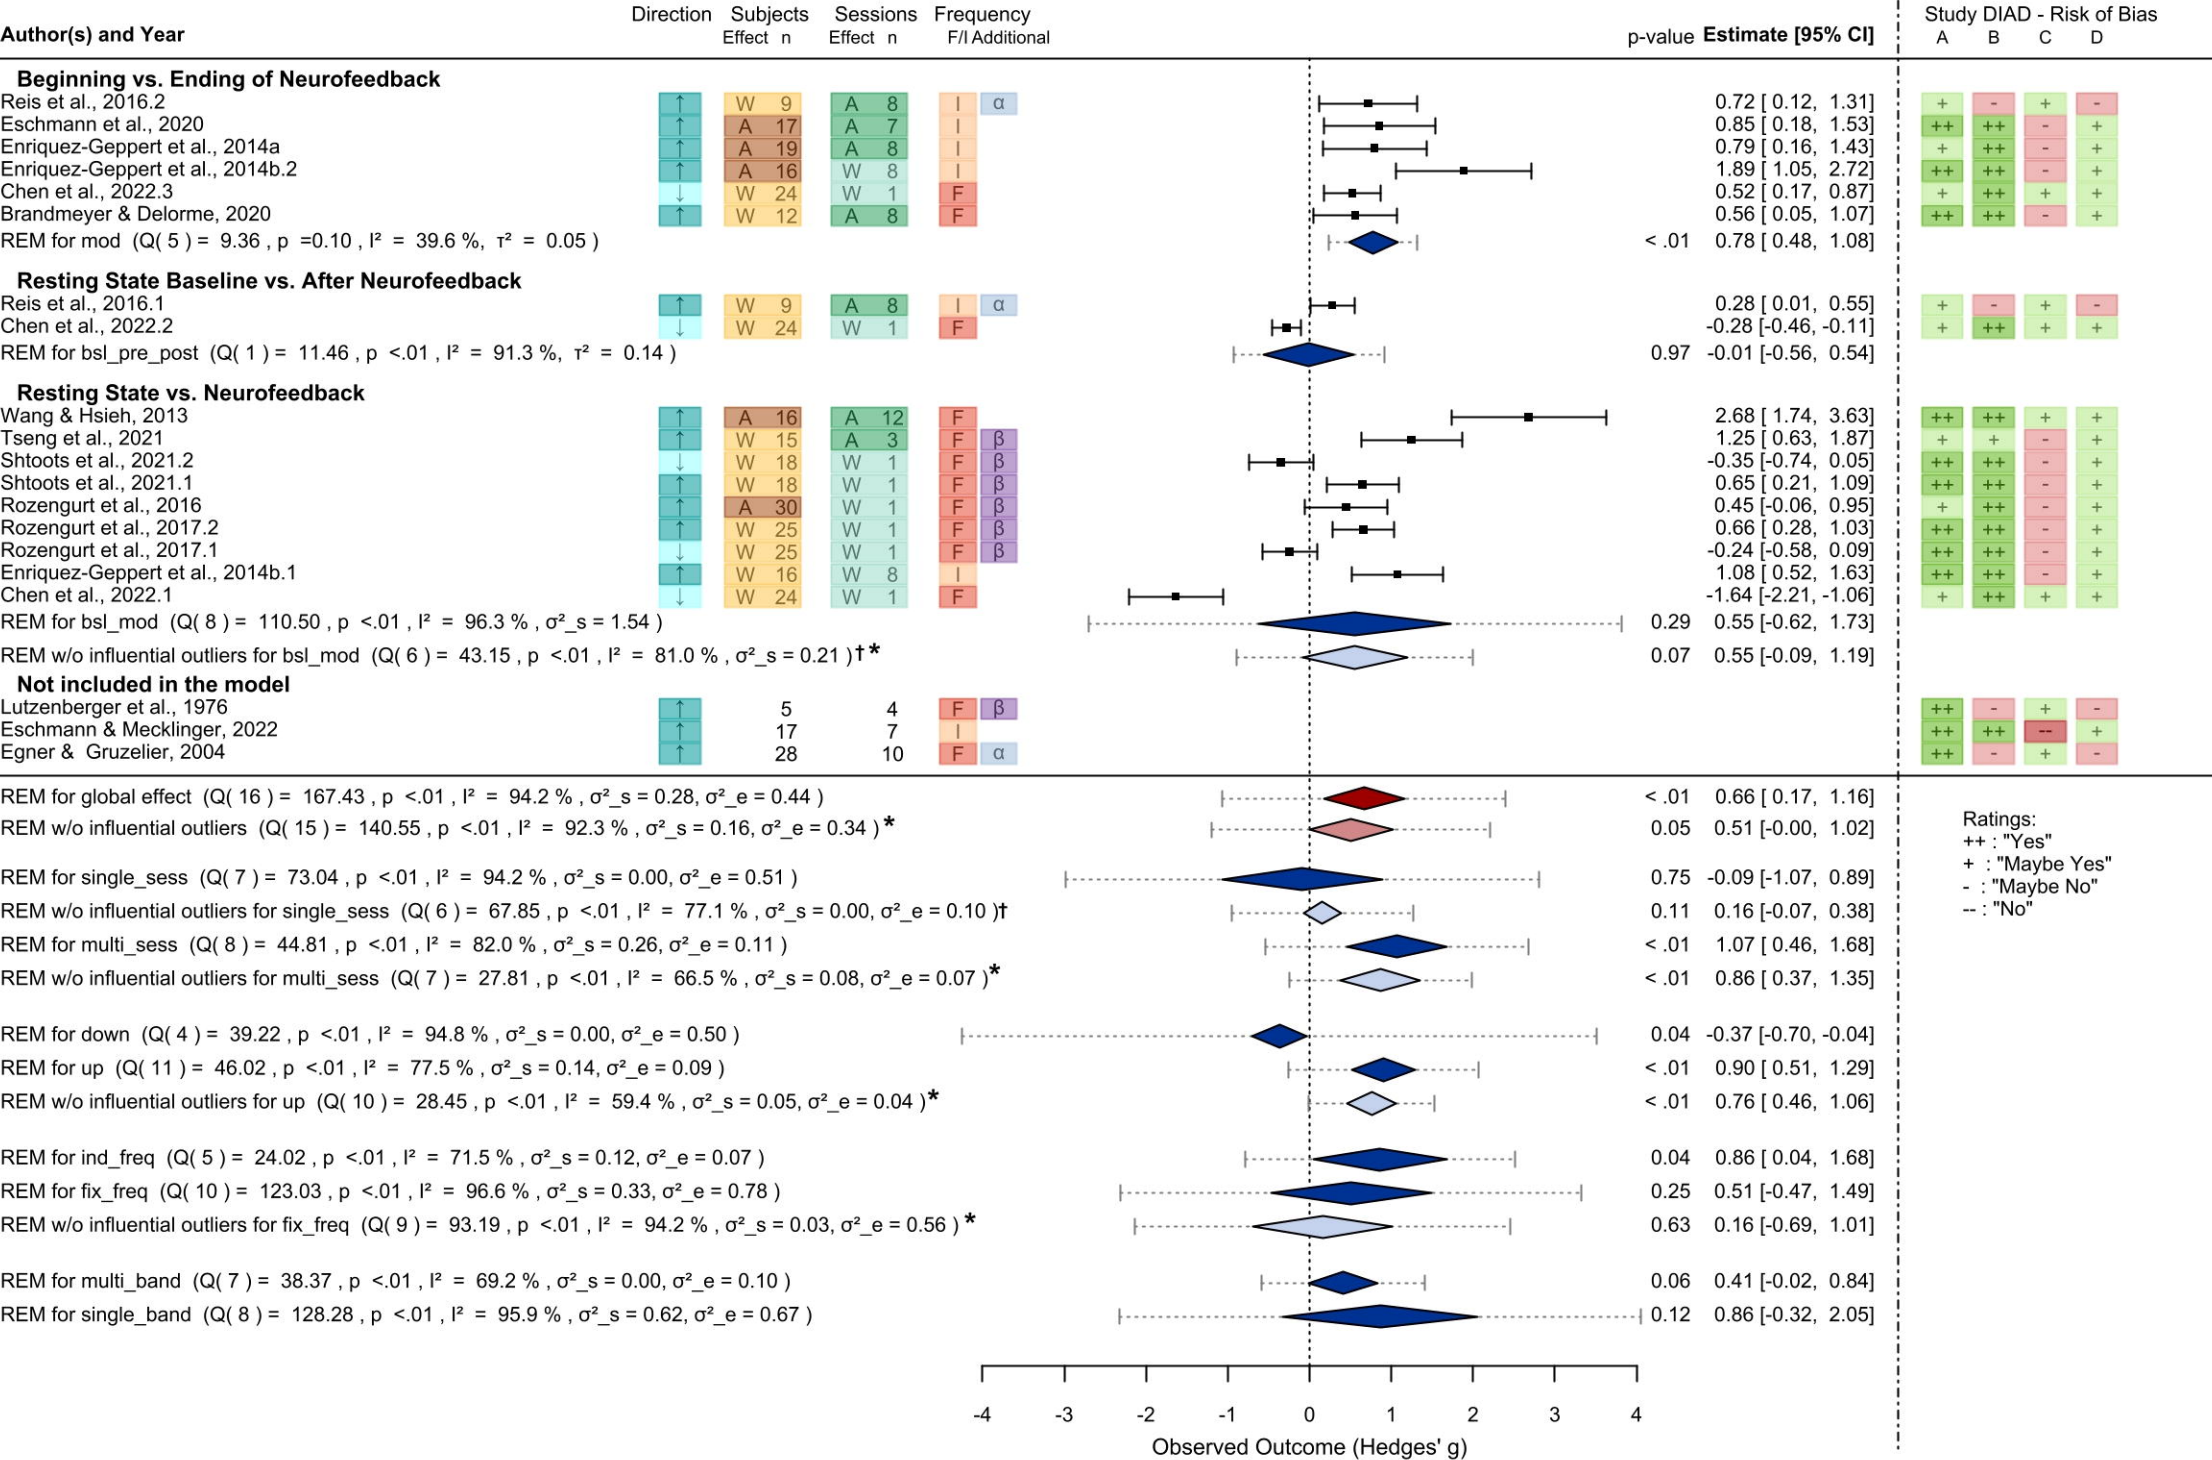 Direction Subjects Sessions Frequency Study DIAD - Risk of Bias
Author(s) and Year Effect n Effect n F/I Additional p-value Estimate [95% CI] A B C D
Beginning vs. Ending of Neurofeedback
Reis et al., 2016.2 ↑ W 9 A 8 I α 0.72 [ 0.12, 1.31] + - + -
Eschmann et al., 2020 ↑ A 17 A 7 I 0.85 [ 0.18, 1.53] ++ ++ - +
Enriquez-Geppert et al., 2014a ↑ A 19 A 8 I 0.79 [ 0.16, 1.43] + ++ - +
Enriquez-Geppert et al., 2014b.2 ↑ A 16 W 8 I 1.89 [ 1.05, 2.72] ++ ++ - +
Chen et al., 2022.3 ↓ W 24 W 1 F 0.52 [ 0.17, 0.87] + ++ + +
Brandmeyer & Delorme, 2020 ↑ W 12 A 8 F 0.56 [ 0.05, 1.07] ++ ++ - +
REM for mod (Q( 5 ) = 9.36 , p =0.10 , I² = 39.6 %, τ² = 0.05 ) < .01 0.78 [ 0.48, 1.08]
Resting State Baseline vs. After Neurofeedback
Reis et al., 2016.1 ↑ W 9 A 8 I α 0.28 [ 0.01, 0.55] + - + -
Chen et al., 2022.2 ↓ W 24 W 1 F -0.28 [-0.46, -0.11] + ++ + +
REM for bsl_pre_post (Q( 1 ) = 11.46 , p <.01 , I² = 91.3 %, τ² = 0.14 ) 0.97 -0.01 [-0.56, 0.54]
Resting State vs. Neurofeedback
Wang & Hsieh, 2013 ↑ A 16 A 12 F 2.68 [ 1.74, 3.63] ++ ++ + +
Tseng et al., 2021 ↑ W 15 A 3 F β 1.25 [ 0.63, 1.87] + + - +
Shtoots et al., 2021.2 ↓ W 18 W 1 F β -0.35 [-0.74, 0.05] ++ ++ - +
Shtoots et al., 2021.1 ↑ W 18 W 1 F β 0.65 [ 0.21, 1.09] ++ ++ - +
Rozengurt et al., 2016 ↑ A 30 W 1 F β 0.45 [-0.06, 0.95] + ++ - +
Rozengurt et al., 2017.2 ↑ W 25 W 1 F β 0.66 [ 0.28, 1.03] ++ ++ - +
Rozengurt et al., 2017.1 ↓ W 25 W 1 F β -0.24 [-0.58, 0.09] ++ ++ - +
Enriquez-Geppert et al., 2014b.1 ↑ W 16 W 8 I 1.08 [ 0.52, 1.63] ++ ++ - +
Chen et al., 2022.1 ↓ W 24 W 1 F -1.64 [-2.21, -1.06] + ++ + +
REM for bsl_mod (Q( 8 ) = 110.50 , p <.01 , I² = 96.3 % , σ²_s = 1.54 ) 0.29 0.55 [-0.62, 1.73]
REM w/o influential outliers for bsl_mod (Q( 6 ) = 43.15 , p <.01 , I² = 81.0 % , σ²_s = 0.21 )†* 0.07 0.55 [-0.09, 1.19]
Not included in the model
Lutzenberger et al., 1976 ↑ 5 4 F β ++ - + -
Eschmann & Mecklinger, 2022 ↑ 17 7 I ++ ++ -- +
Egner & Gruzelier, 2004 ↑ 28 10 F α ++ - + -
REM for global effect (Q( 16 ) = 167.43 , p <.01 , I² = 94.2 % , σ²_s = 0.28, σ²_e = 0.44 ) < .01 0.66 [ 0.17, 1.16]
REM w/o influential outliers (Q( 15 ) = 140.55 , p <.01 , I² = 92.3 % , σ²_s = 0.16, σ²_e = 0.34 )* 0.05 0.51 [-0.00, 1.02]
REM for single_sess (Q( 7 ) = 73.04 , p <.01 , I² = 94.2 % , σ²_s = 0.00, σ²_e = 0.51 ) 0.75 -0.09 [-1.07, 0.89]
REM w/o influential outliers for single_sess (Q( 6 ) = 67.85 , p <.01 , I² = 77.1 % , σ²_s = 0.00, σ²_e = 0.10 )† 0.11 0.16 [-0.07, 0.38]
REM for multi_sess (Q( 8 ) = 44.81 , p <.01 , I² = 82.0 % , σ²_s = 0.26, σ²_e = 0.11 ) < .01 1.07 [ 0.46, 1.68]
REM w/o influential outliers for multi_sess (Q( 7 ) = 27.81 , p <.01 , I² = 66.5 % , σ²_s = 0.08, σ²_e = 0.07 )* < .01 0.86 [ 0.37, 1.35]
REM for down (Q( 4 ) = 39.22 , p <.01 , I² = 94.8 % , σ²_s = 0.00, σ²_e = 0.50 ) 0.04 -0.37 [-0.70, -0.04]
REM for up (Q( 11 ) = 46.02 , p <.01 , I² = 77.5 % , σ²_s = 0.14, σ²_e = 0.09 ) < .01 0.90 [ 0.51, 1.29]
REM w/o influential outliers for up (Q( 10 ) = 28.45 , p <.01 , I² = 59.4 % , σ²_s = 0.05, σ²_e = 0.04 )* < .01 0.76 [ 0.46, 1.06]
REM for ind_freq (Q( 5 ) = 24.02 , p <.01 , I² = 71.5 % , σ²_s = 0.12, σ²_e = 0.07 ) 0.04 0.86 [ 0.04, 1.68]
REM for fix_freq (Q( 10 ) = 123.03 , p <.01 , I² = 96.6 % , σ²_s = 0.33, σ²_e = 0.78 ) 0.25 0.51 [-0.47, 1.49]
REM w/o influential outliers for fix_freq (Q( 9 ) = 93.19 , p <.01 , I² = 94.2 % , σ²_s = 0.03, σ²_e = 0.56 ) * 0.63 0.16 [-0.69, 1.01]
REM for multi_band (Q( 7 ) = 38.37 , p <.01 , I² = 69.2 % , σ²_s = 0.00, σ²_e = 0.10 ) 0.06 0.41 [-0.02, 0.84]
REM for single_band (Q( 8 ) = 128.28 , p <.01 , I² = 95.9 % , σ²_s = 0.62, σ²_e = 0.67 ) 0.12 0.86 [-0.32, 2.05]
Ratings:
++ : "Yes"
+ : "Maybe Yes"
- : "Maybe No"
-- : "No"
-4 -3 -2 -1 0 1 2 3 4
Observed Outcome (Hedges' g)